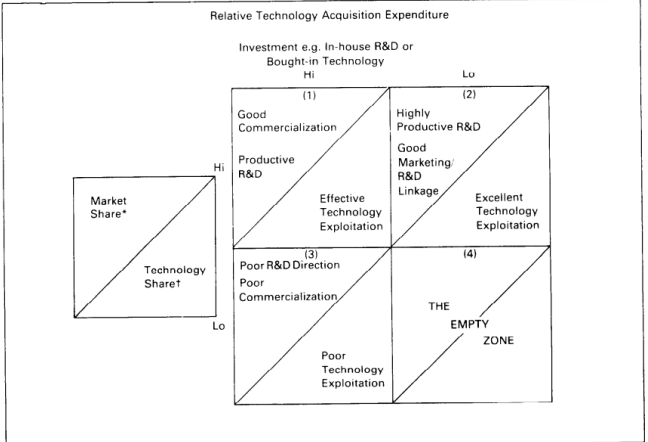 Relative Technology Acquisition Expenditure
Investment e.g. In-house R&D or
Bought-in Technology
Hi
Lo
(1)
Good
Commercialization
Productive
R&D
Effective
Technology
Exploitation
(2)
Highly
Productive R&D
Good
Marketing/
R&D
Linkage
Excellent
Technology
Exploitation
Hi
Market
Share*
Technology
Share†
Lo
(3)
Poor R&D Direction
Poor
Commercialization
Poor
Technology
Exploitation
(4)
THE
EMPTY
ZONE